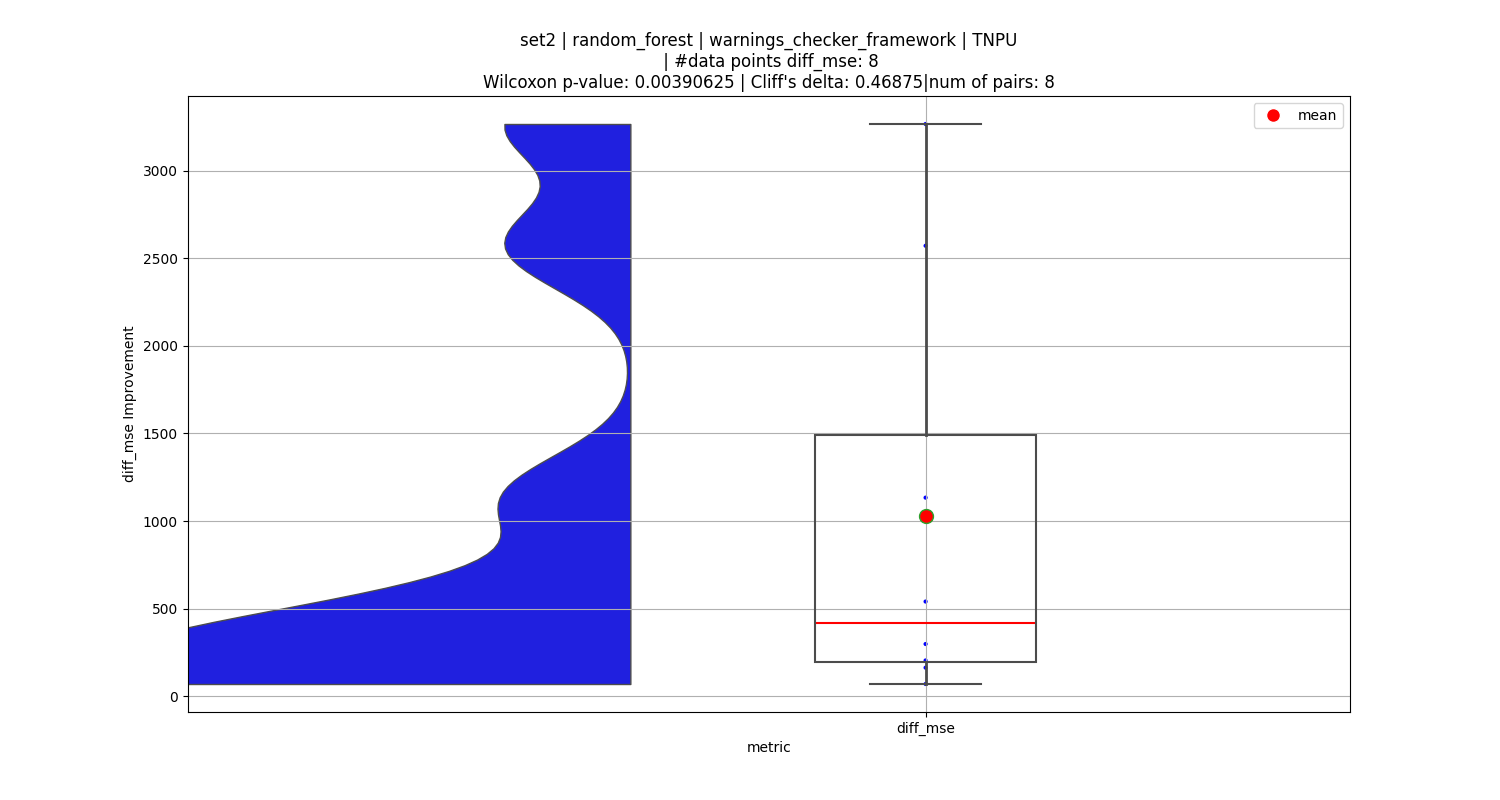 set2 | random_forest | warnings_checker_framework | TNPU
| #data points diff_mse: 8
Wilcoxon p-value: 0.00390625 | Cliff's delta: 0.46875|num of pairs: 8
mean
3000
2500
2000
1500
1000
500
0
diff_mse Improvement
diff_mse
metric